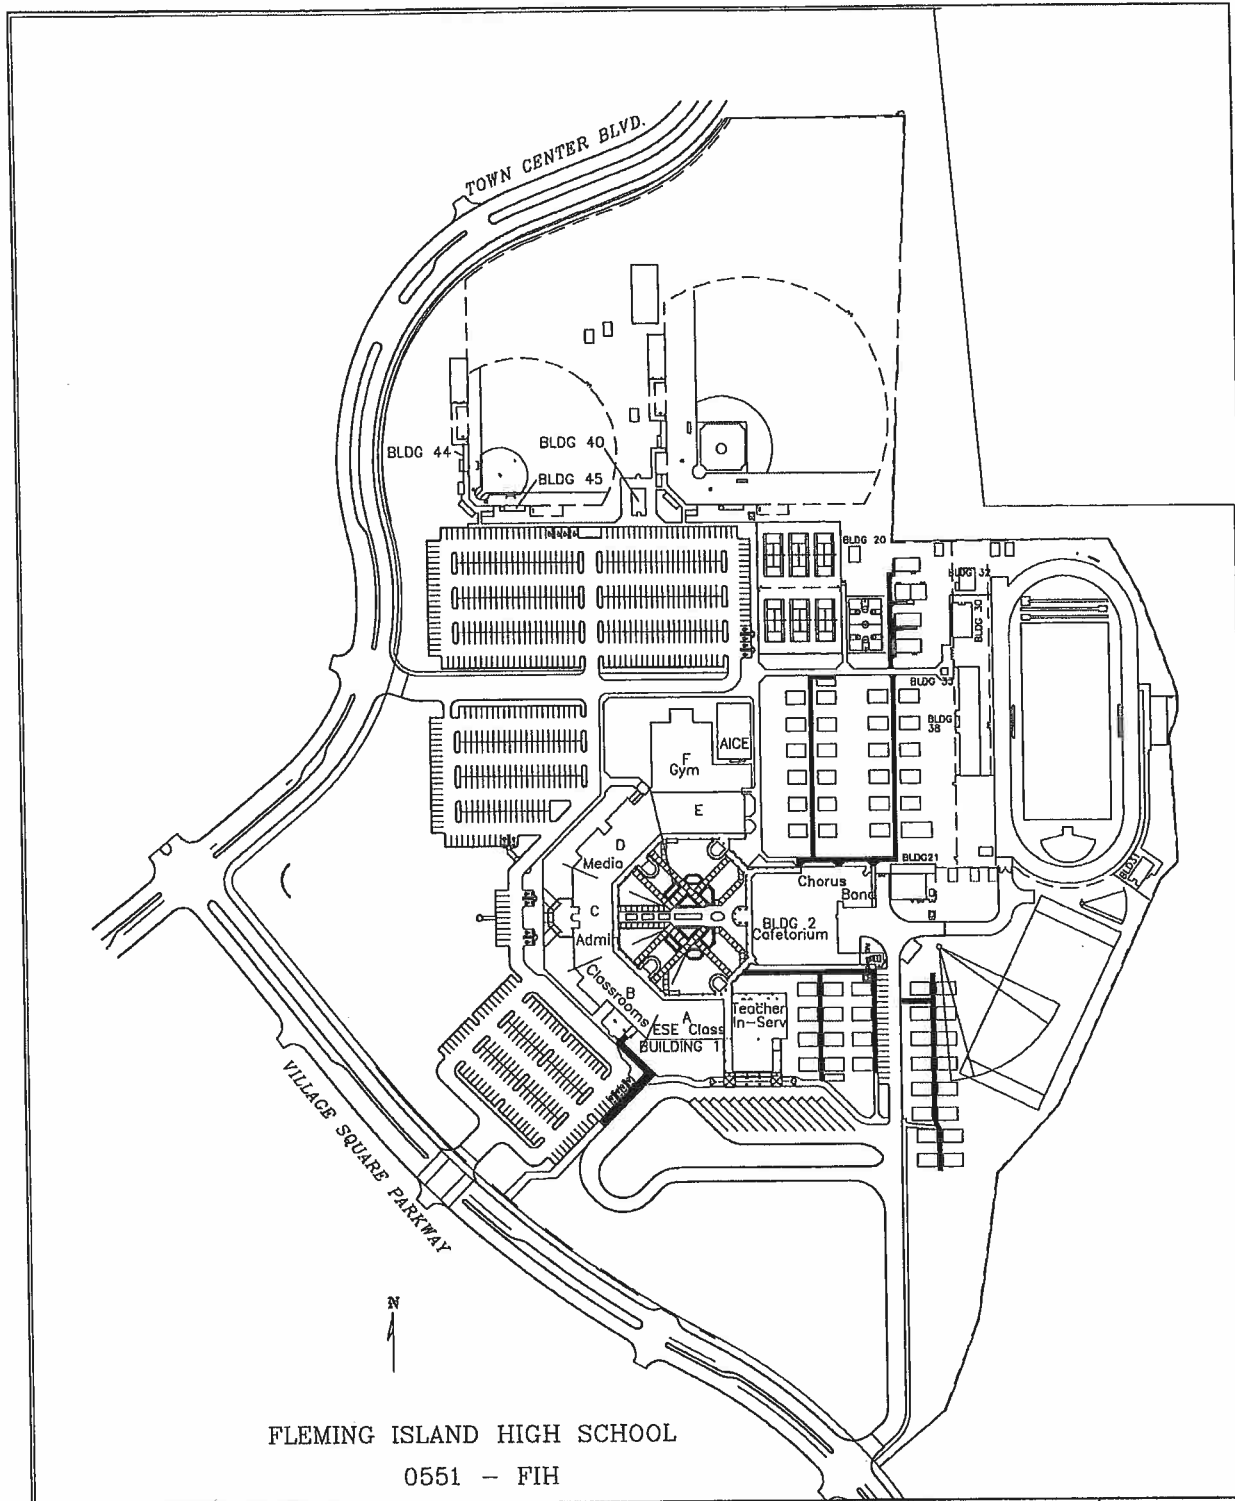 TOWN CENTER BLVD.
BLDG 44
BLDG 40
BLDG 45
BLDG 20
BLDG 32
BLDG 30
BLDG 33
BLDG
38
AICE
F
Gym
E
D
Media
C
Admin
B
Classrooms
A
ESE Class
BUILDING 1
Teacher
In-Serv
Chorus
Band
BLDG 2
Cafetorium
BLDG21
VILLAGE SQUARE PARKWAY
N
FLEMING ISLAND HIGH SCHOOL
0551 - FIH